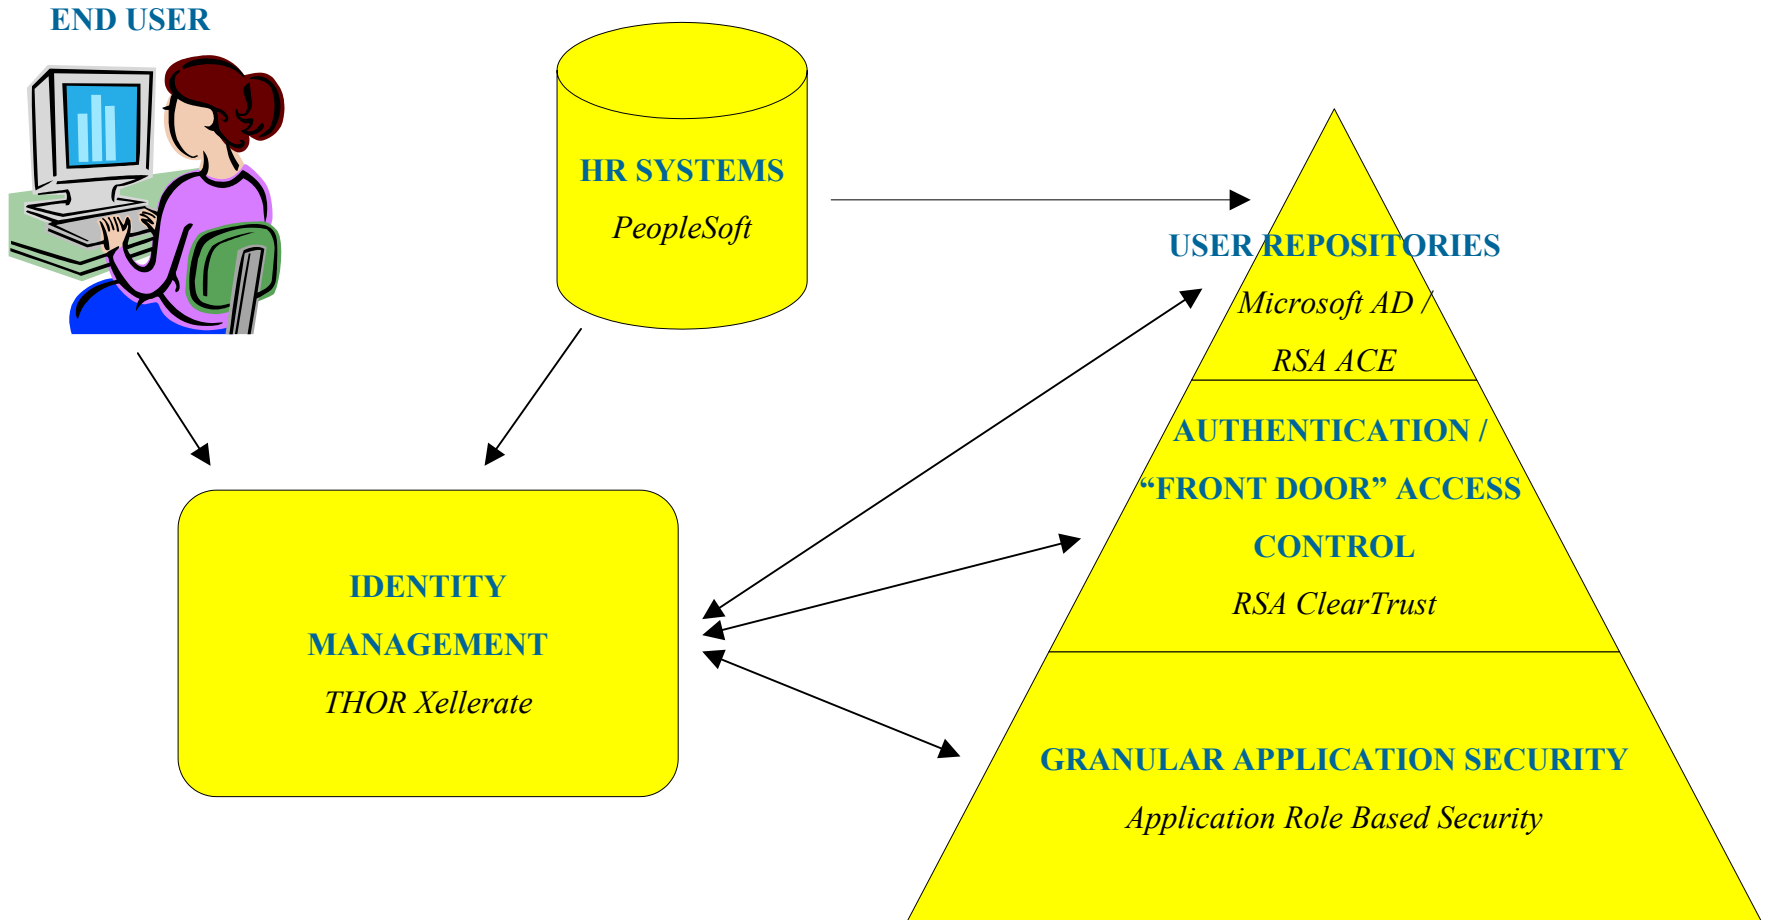 END USER
HR SYSTEMS
PeopleSoft
USER REPOSITORIES
Microsoft AD /
RSA ACE
AUTHENTICATION /
“FRONT DOOR” ACCESS
CONTROL
RSA ClearTrust
IDENTITY
MANAGEMENT
THOR Xellerate
GRANULAR APPLICATION SECURITY
Application Role Based Security